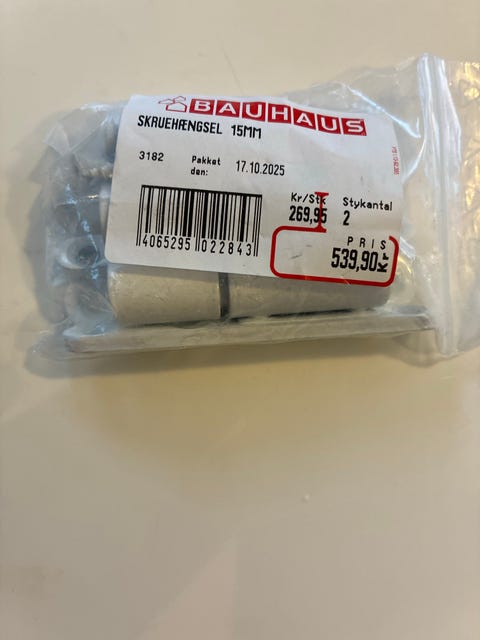 BAUHAUS
SKRUEHÆNGSEL 15MM
3182 Pakket den: 17.10.2025
Kr/Stk Stykantal
269,95 2
PRIS
539,90 Kr
4065295 022843